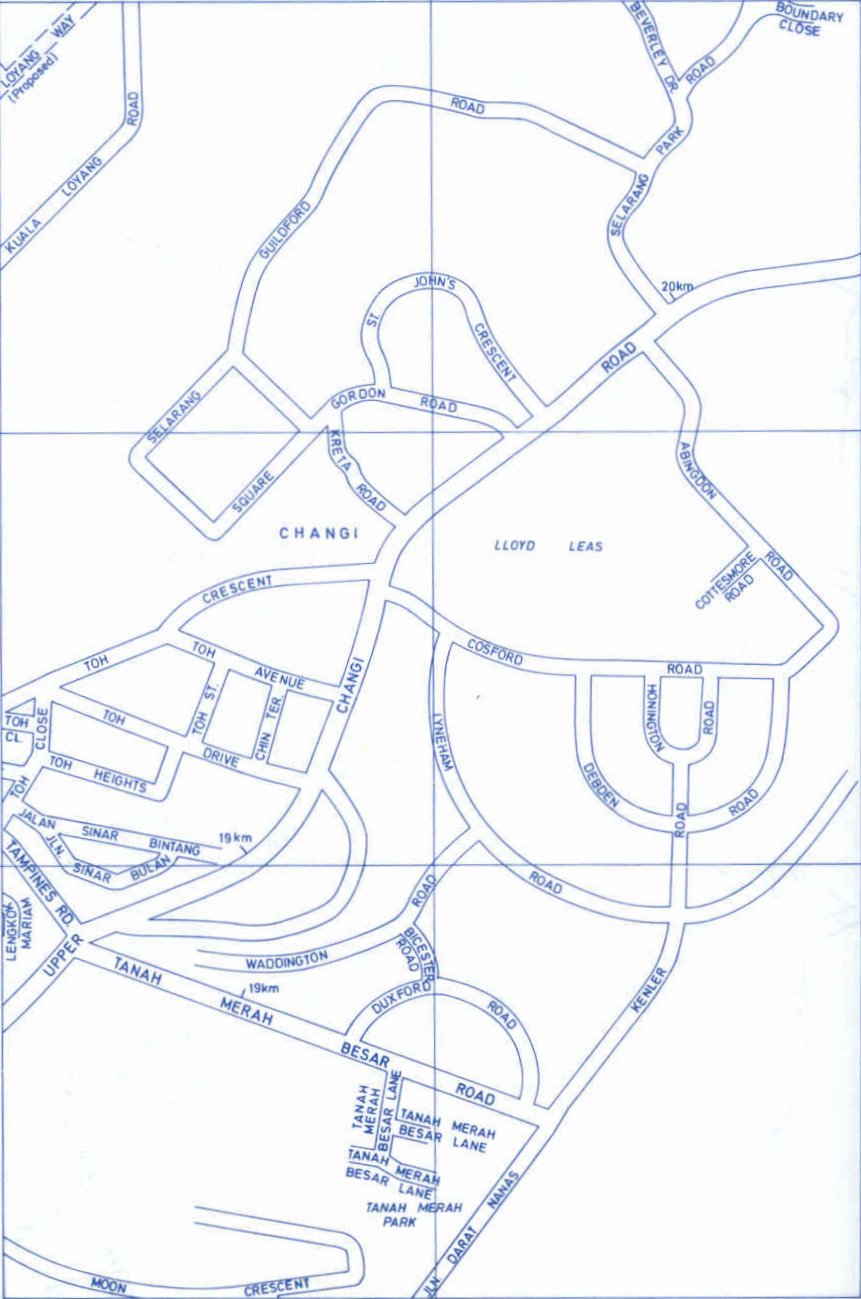 LOYANG WAY
(Proposed)
BEVERLEY DR.
BOUNDARY
CLOSE
ROAD
SELARANG PARK
KUALA LOYANG ROAD
GUILDFORD ROAD
20km
ST. JOHN'S CRESCENT
ROAD
GORDON ROAD
KRETA ROAD
SELARANG SQUARE
ABINGDON ROAD
CHANGI
LLOYD LEAS
COTTESMORE
ROAD
CRESCENT
TOH
TOH AVENUE
CHANGI
COSFORD ROAD
TOH ST.
CHIN TER.
TOH DRIVE
TOH
CL.
CLOSE
TOH
TOH HEIGHTS
LYNEHAM ROAD
HONINGTON ROAD
DEBDEN ROAD
ROAD
JALAN SINAR BINTANG
JLN. SINAR BULAN
19km
TAMPINES RD.
UPPER
LENGKOK
MARIAM
WADDINGTON ROAD
BICESTER
ROAD
DUXFORD ROAD
KENLER
TANAH MERAH BESAR ROAD
19km
TANAH
MERAH
BESAR LANE
TANAH MERAH
BESAR LANE
TANAH MERAH
BESAR LANE
TANAH MERAH
PARK
JLN DARAT NANAS
MOON CRESCENT